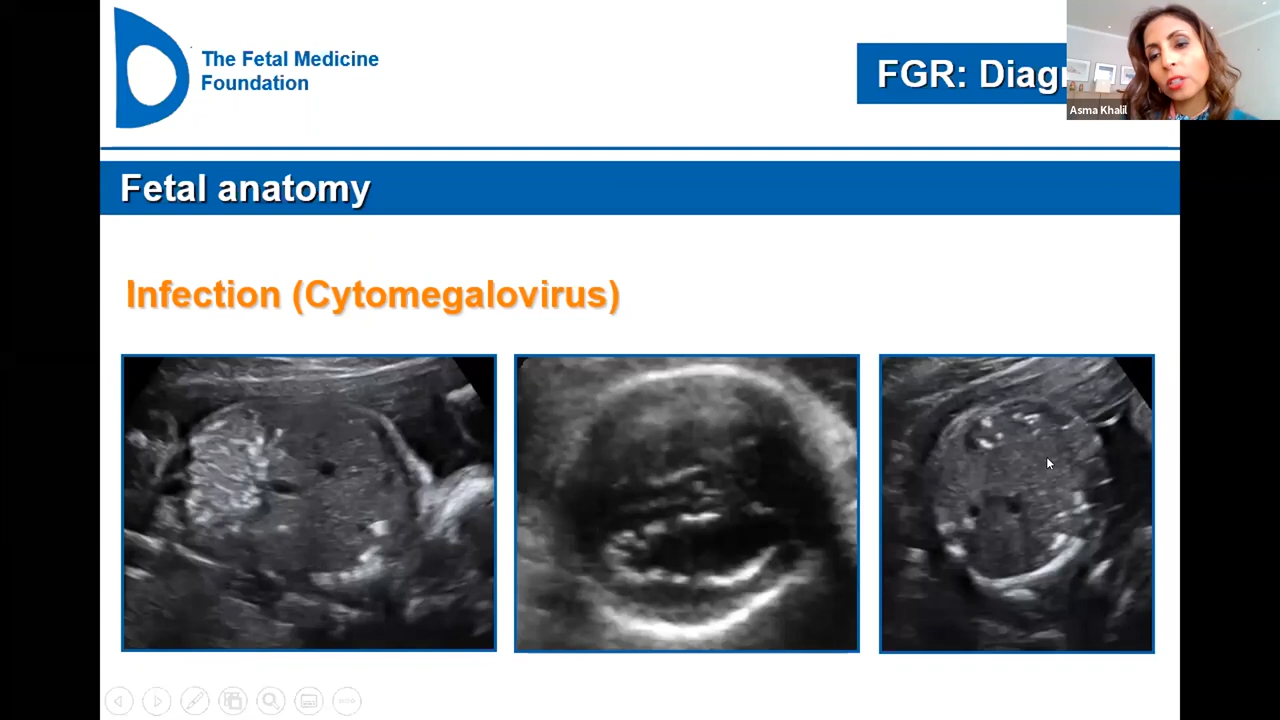 The Fetal Medicine
Foundation
FGR: Diag
Asma Khalil
Fetal anatomy
Infection (Cytomegalovirus)